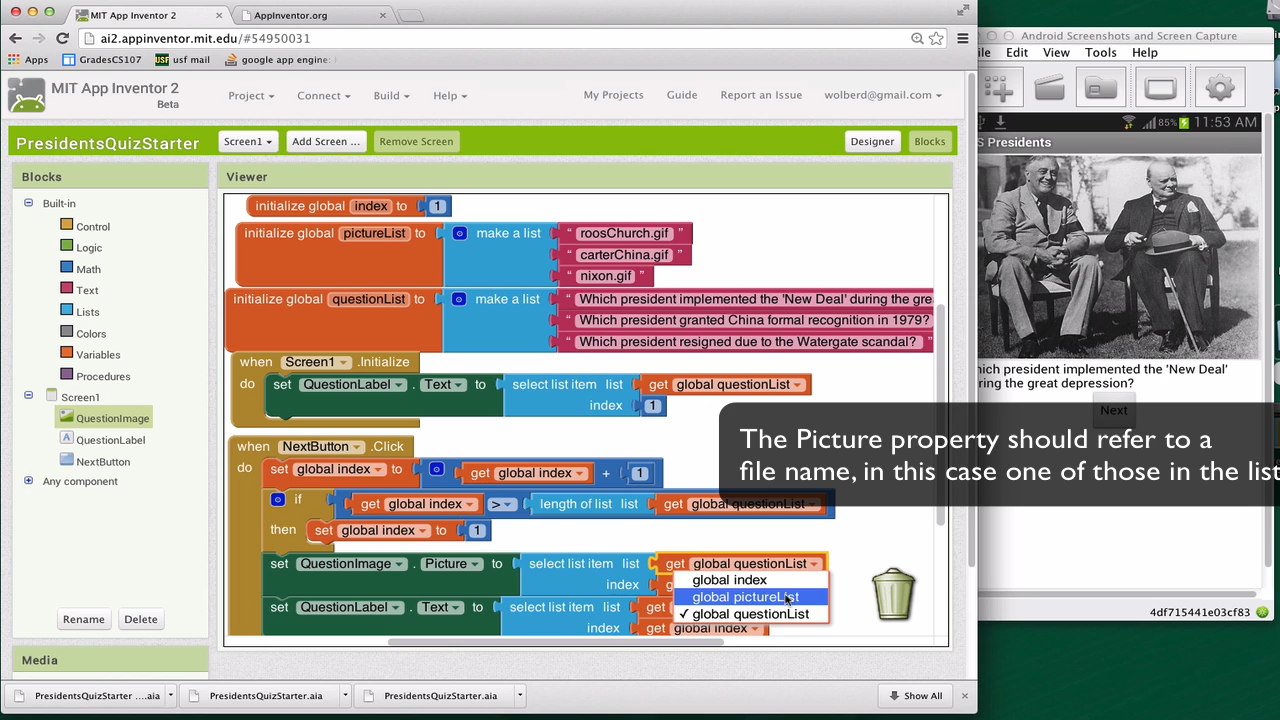 MIT App Inventor 2
AppInventor.org
ai2.appinventor.mit.edu/#54950031
Apps
GradesCS107
USF usf mail
google app engine:
Android Screenshots and Screen Capture
Edit View Tools Help
MIT App Inventor 2
Beta
Project Connect Build Help
My Projects Guide Report an Issue wolberd@gmail.com
PresidentsQuizStarter
Screen1 Add Screen ... Remove Screen
Designer Blocks
Blocks
Viewer
Built-in
Control
Logic
Math
Text
Lists
Colors
Variables
Procedures
Screen1
QuestionImage
QuestionLabel
NextButton
Any component
Rename Delete
Media
initialize global index to 1
initialize global pictureList to make a list " roosChurch.gif "
" carterChina.gif "
" nixon.gif "
initialize global questionList to make a list " Which president implemented the 'New Deal' during the gre
" Which president granted China formal recognition in 1979?
" Which president resigned due to the Watergate scandal? "
when Screen1 .Initialize
do set QuestionLabel . Text to select list item list get global questionList
index 1
when NextButton .Click
do set global index to get global index + 1
if get global index > length of list list get global questionList
then set global index to 1
set QuestionImage . Picture to select list item list get global questionList
index
global index
global pictureList
✓ global questionList
set QuestionLabel . Text to select list item list get
index get global index
85% 11:53 AM
S Presidents
implemented the 'New Deal'
ring the great depression?
Next
The Picture property should refer to a
file name, in this case one of those in the list
4df715441e03cf83
PresidentsQuizStarter ....aia
PresidentsQuizStarter.aia
PresidentsQuizStarter.aia
Show All